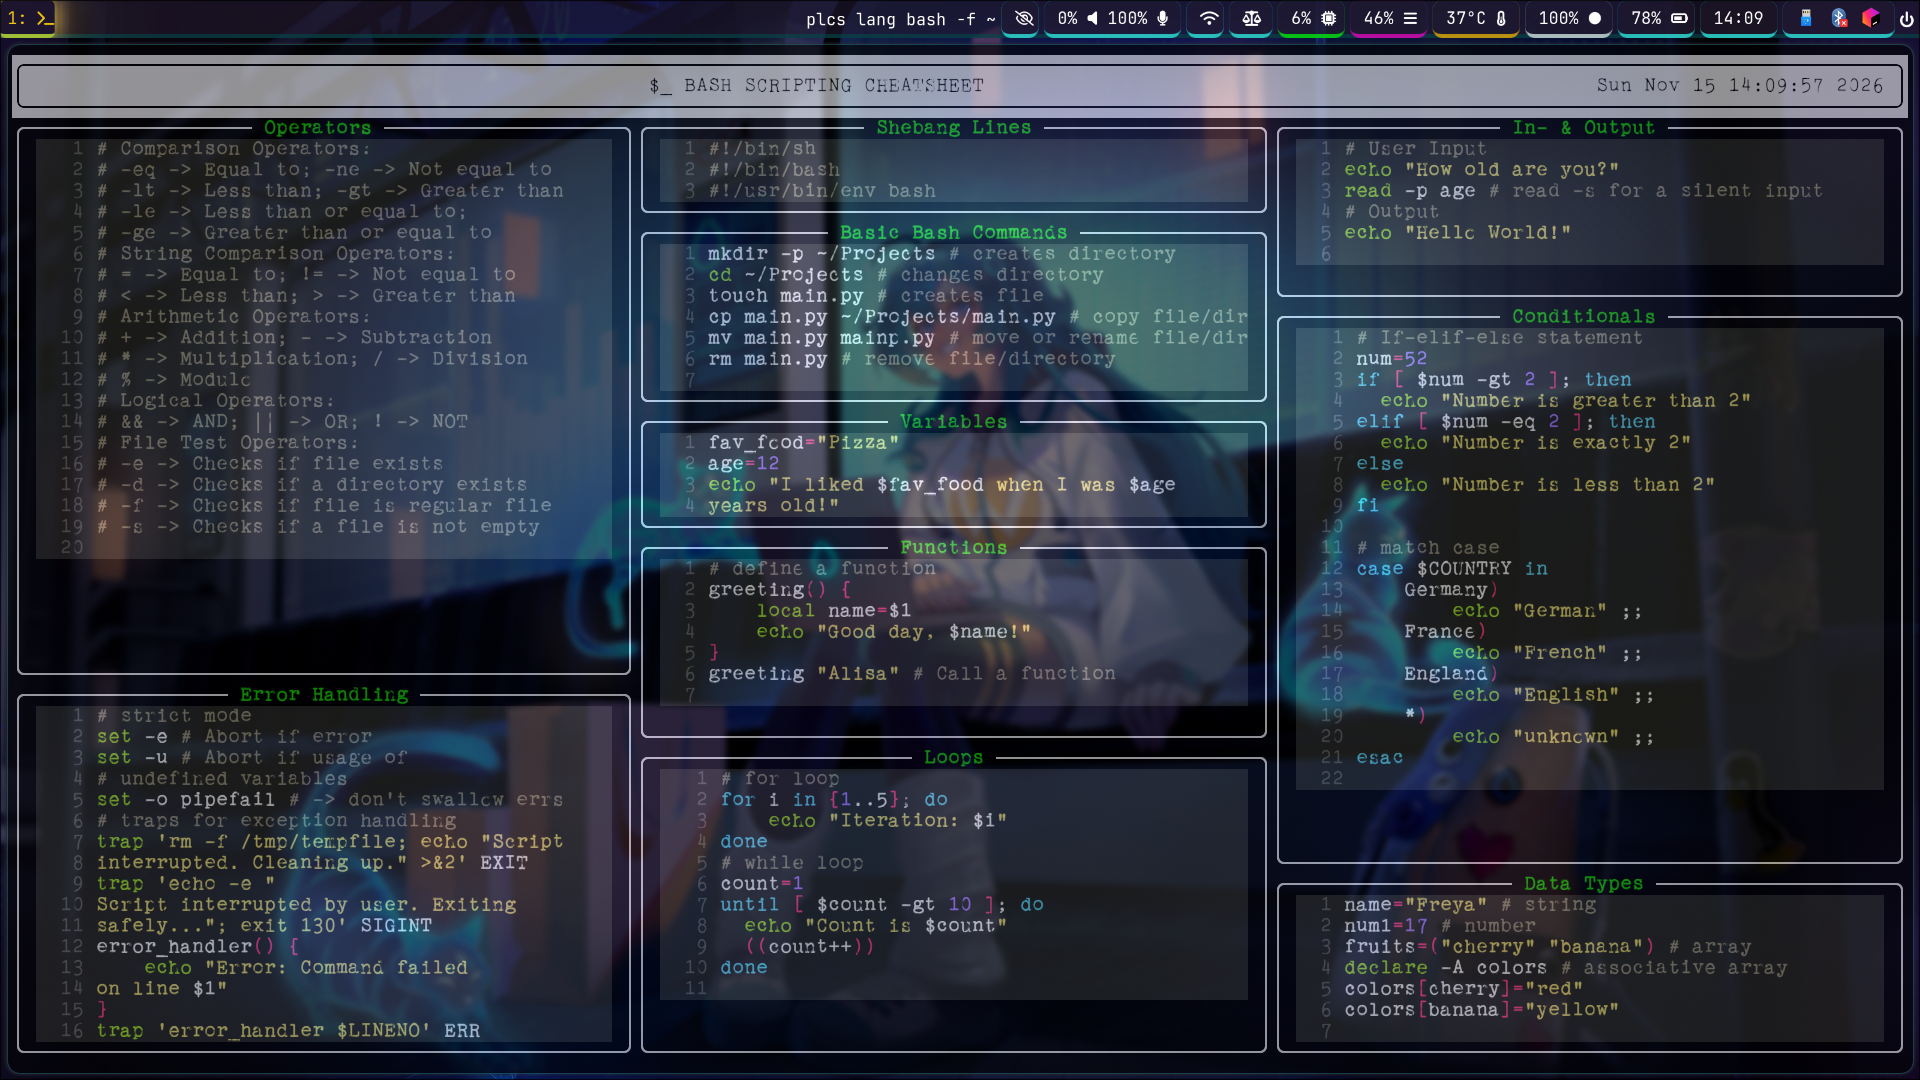 1: >_
plcs lang bash -f ~
0% 100%
6%
46%
37°C
100%
78%
14:09
$_ BASH SCRIPTING CHEATSHEET
Sun Nov 15 14:09:57 2026
Operators
1 # Comparison Operators:
2 # -eq -> Equal to; -ne -> Not equal to
3 # -lt -> Less than; -gt -> Greater than
4 # -le -> Less than or equal to;
5 # -ge -> Greater than or equal to
6 # String Comparison Operators:
7 # = -> Equal to; != -> Not equal to
8 # < -> Less than; > -> Greater than
9 # Arithmetic Operators:
10 # + -> Addition; - -> Subtraction
11 # * -> Multiplication; / -> Division
12 # % -> Modulo
13 # Logical Operators:
14 # && -> AND; || -> OR; ! -> NOT
15 # File Test Operators:
16 # -e -> Checks if file exists
17 # -d -> Checks if a directory exists
18 # -f -> Checks if file is regular file
19 # -s -> Checks if a file is not empty
20
Error Handling
1 # strict mode
2 set -e # Abort if error
3 set -u # Abort if usage of
4 # undefined variables
5 set -o pipefail # -> don't swallow errs
6 # traps for exception handling
7 trap 'rm -f /tmp/tempfile; echo "Script
8 interrupted. Cleaning up." >&2' EXIT
9 trap 'echo -e "
10 Script interrupted by user. Exiting
11 safely..."; exit 130' SIGINT
12 error_handler() {
13     echo "Error: Command failed
14 on line $1"
15 }
16 trap 'error_handler $LINENO' ERR
Shebang Lines
1 #!/bin/sh
2 #!/bin/bash
3 #!/usr/bin/env bash
Basic Bash Commands
1 mkdir -p ~/Projects # creates directory
2 cd ~/Projects # changes directory
3 touch main.py # creates file
4 cp main.py ~/Projects/main.py # copy file/dir
5 mv main.py mainp.py # move or rename file/dir
6 rm main.py # remove file/directory
7
Variables
1 fav_food="Pizza"
2 age=12
3 echo "I liked $fav_food when I was $age
4 years old!"
Functions
1 # define a function
2 greeting() {
3     local name=$1
4     echo "Good day, $name!"
5 }
6 greeting "Alisa" # Call a function
7
Loops
1 # for loop
2 for i in {1..5}; do
3     echo "Iteration: $i"
4 done
5 # while loop
6 count=1
7 until [ $count -gt 10 ]; do
8   echo "Count is $count"
9   ((count++))
10 done
11
In- & Output
1 # User Input
2 echo "How old are you?"
3 read -p age # read -s for a silent input
4 # Output
5 echo "Hello World!"
6
Conditionals
1 # If-elif-else statement
2 num=52
3 if [ $num -gt 2 ]; then
4   echo "Number is greater than 2"
5 elif [ $num -eq 2 ]; then
6   echo "Number is exactly 2"
7 else
8   echo "Number is less than 2"
9 fi
10
11 # match case
12 case $COUNTRY in
13     Germany)
14         echo "German" ;;
15     France)
16         echo "French" ;;
17     England)
18         echo "English" ;;
19     *)
20         echo "unknown" ;;
21 esac
22
Data Types
1 name="Freya" # string
2 num1=17 # number
3 fruits=("cherry" "banana") # array
4 declare -A colors # associative array
5 colors[cherry]="red"
6 colors[banana]="yellow"
7